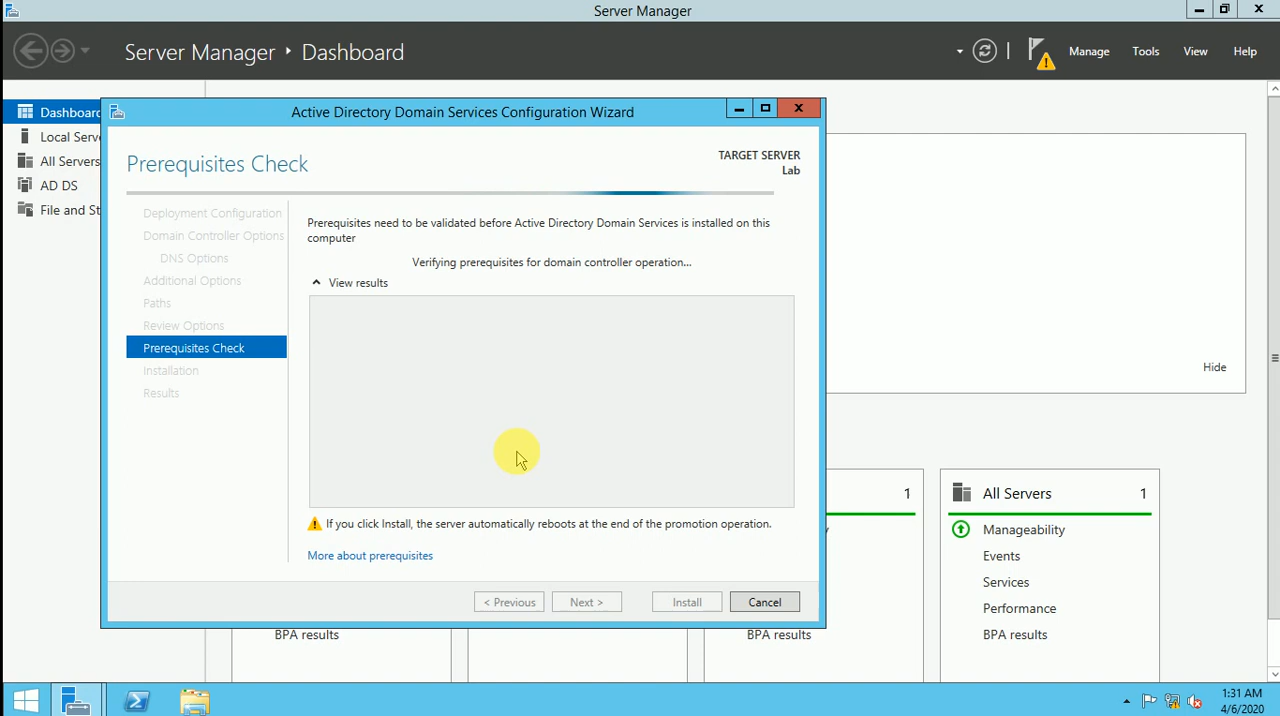 Server Manager
Server Manager ‣ Dashboard
Manage Tools View Help
Dashboard
Local Serv
All Servers
AD DS
File and St
Active Directory Domain Services Configuration Wizard
Prerequisites Check
TARGET SERVER
Lab
Deployment Configuration
Domain Controller Options
DNS Options
Additional Options
Paths
Review Options
Prerequisites Check
Installation
Results
Prerequisites need to be validated before Active Directory Domain Services is installed on this
computer
Verifying prerequisites for domain controller operation...
View results
If you click Install, the server automatically reboots at the end of the promotion operation.
More about prerequisites
< Previous
Next >
Install
Cancel
Hide
1
All Servers 1
Manageability
Events
Services
Performance
BPA results
BPA results
BPA results
1:31 AM
4/6/2020